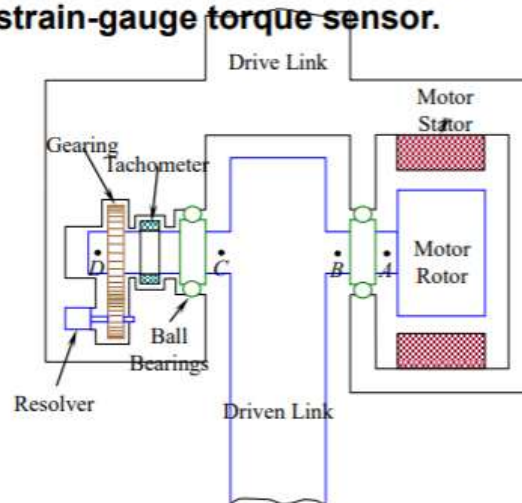 strain-gauge torque sensor.
Drive Link
Motor
Stator
Gearing
Tachometer
D
C
B
A
Motor
Rotor
Ball
Bearings
Resolver
Driven Link